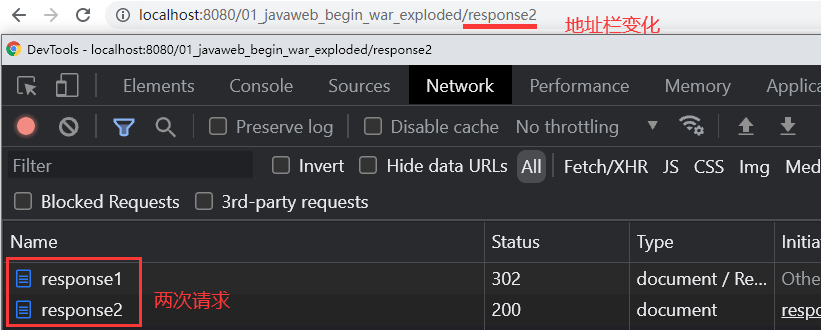 localhost:8080/01_javaweb_begin_war_exploded/response2
地址栏变化
DevTools - localhost:8080/01_javaweb_begin_war_exploded/response2
Elements Console Sources Network Performance Memory Applic
Preserve log Disable cache No throttling
Filter Invert Hide data URLs All Fetch/XHR JS CSS Img Med
Blocked Requests 3rd-party requests
Name Status Type Initia
response1 302 document / Re... Othe
response2 200 document respo
两次请求